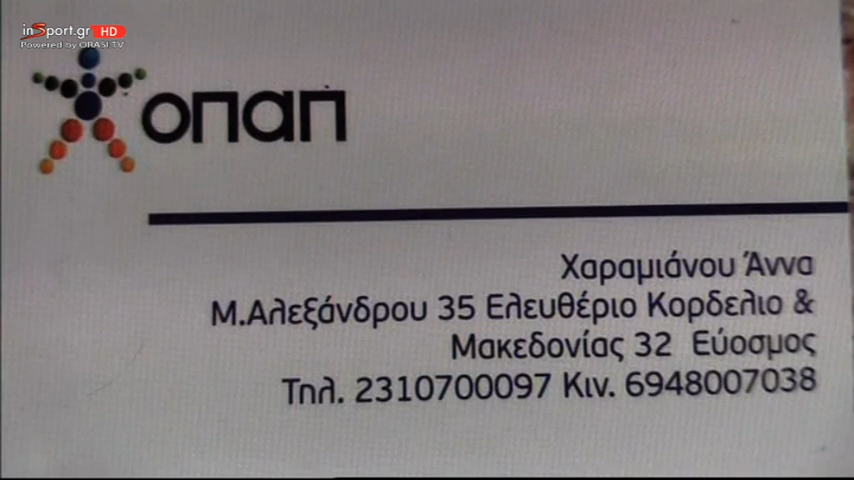 inSport.gr HD
Powered by ORASI TV
οπαπ
Χαραμιάνου Άννα
Μ.Αλεξάνδρου 35 Ελευθέριο Κορδελιο &
Μακεδονίας 32 Εύοσμος
Τηλ. 2310700097 Κιν. 6948007038